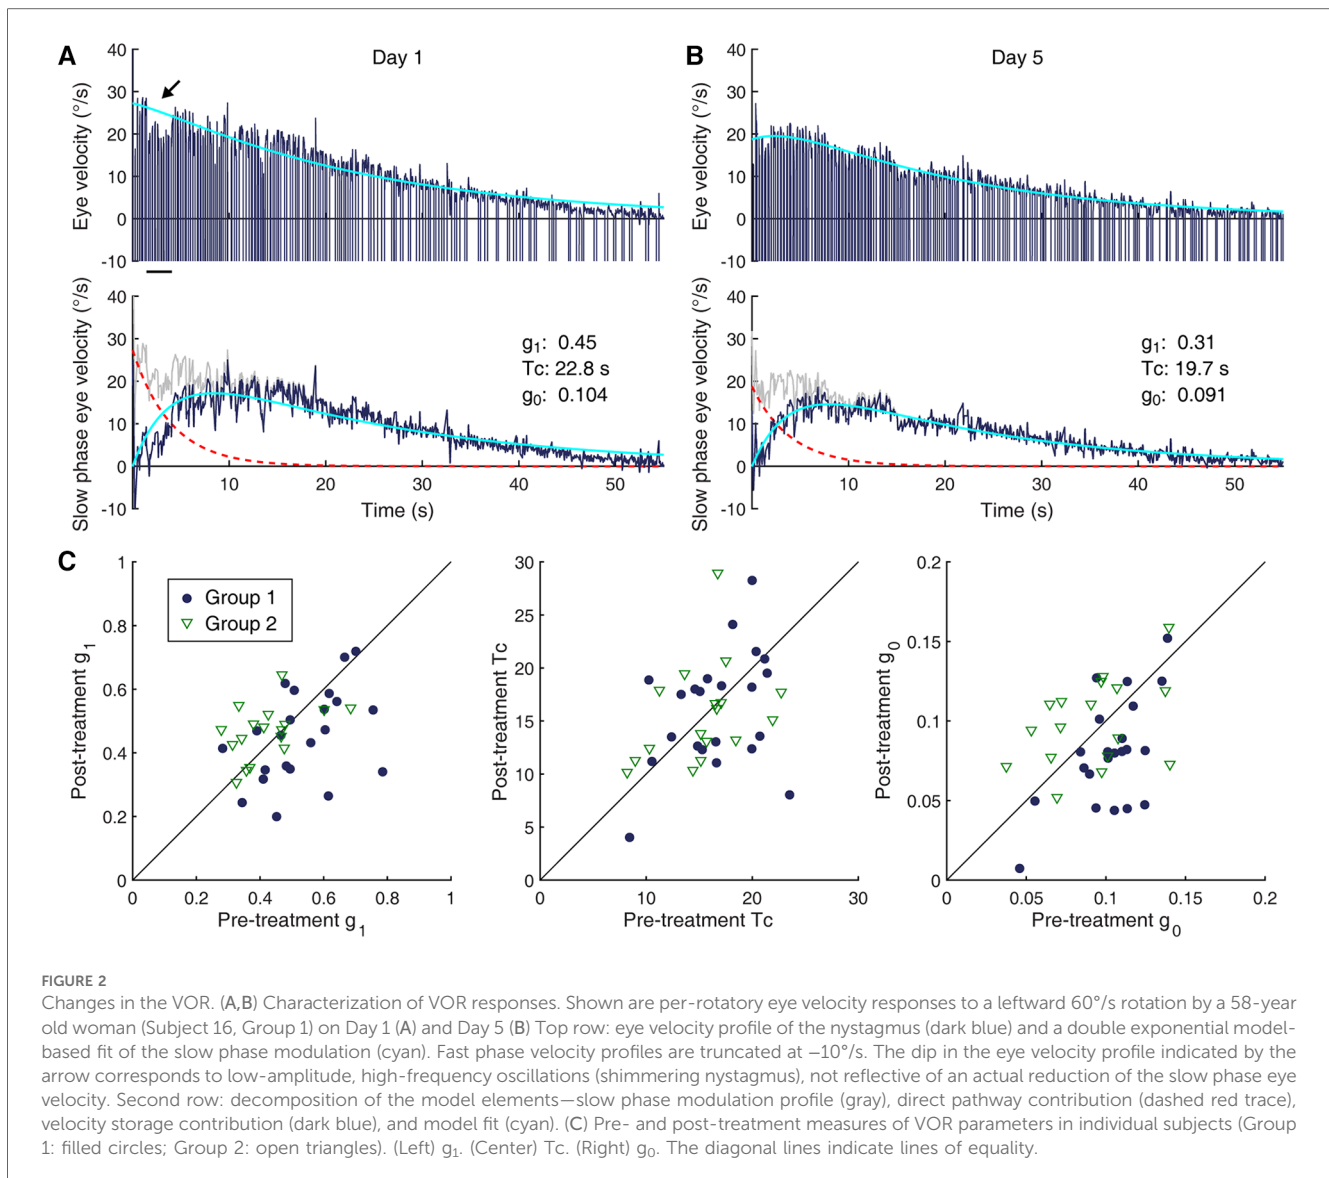 A
Day 1
40
30
20
10
0
-10
Eye velocity (°/s)
10
20
30
40
50
B
Day 5
40
30
20
10
0
-10
Eye velocity (°/s)
10
20
30
40
50
40
30
20
10
0
-10
Slow phase eye velocity (°/s)
g1: 0.45
Tc: 22.8 s
g0: 0.104
10
20
30
40
50
Time (s)
40
30
20
10
0
-10
Slow phase eye velocity (°/s)
g1: 0.31
Tc: 19.7 s
g0: 0.091
10
20
30
40
50
Time (s)
C
Group 1
Group 2
1
0.8
0.6
0.4
0.2
0
Post-treatment g1
0
0.2
0.4
0.6
0.8
1
Pre-treatment g1
30
25
20
15
10
5
0
Post-treatment Tc
0
10
20
30
Pre-treatment Tc
0.2
0.15
0.1
0.05
0
Post-treatment g0
0
0.05
0.1
0.15
0.2
Pre-treatment g0
FIGURE 2
Changes in the VOR. (A,B) Characterization of VOR responses. Shown are per-rotatory eye velocity responses to a leftward 60°/s rotation by a 58-year
old woman (Subject 16, Group 1) on Day 1 (A) and Day 5 (B) Top row: eye velocity profile of the nystagmus (dark blue) and a double exponential model-
based fit of the slow phase modulation (cyan). Fast phase velocity profiles are truncated at −10°/s. The dip in the eye velocity profile indicated by the
arrow corresponds to low-amplitude, high-frequency oscillations (shimmering nystagmus), not reflective of an actual reduction of the slow phase eye
velocity. Second row: decomposition of the model elements—slow phase modulation profile (gray), direct pathway contribution (dashed red trace),
velocity storage contribution (dark blue), and model fit (cyan). (C) Pre- and post-treatment measures of VOR parameters in individual subjects (Group
1: filled circles; Group 2: open triangles). (Left) g1. (Center) Tc. (Right) g0. The diagonal lines indicate lines of equality.